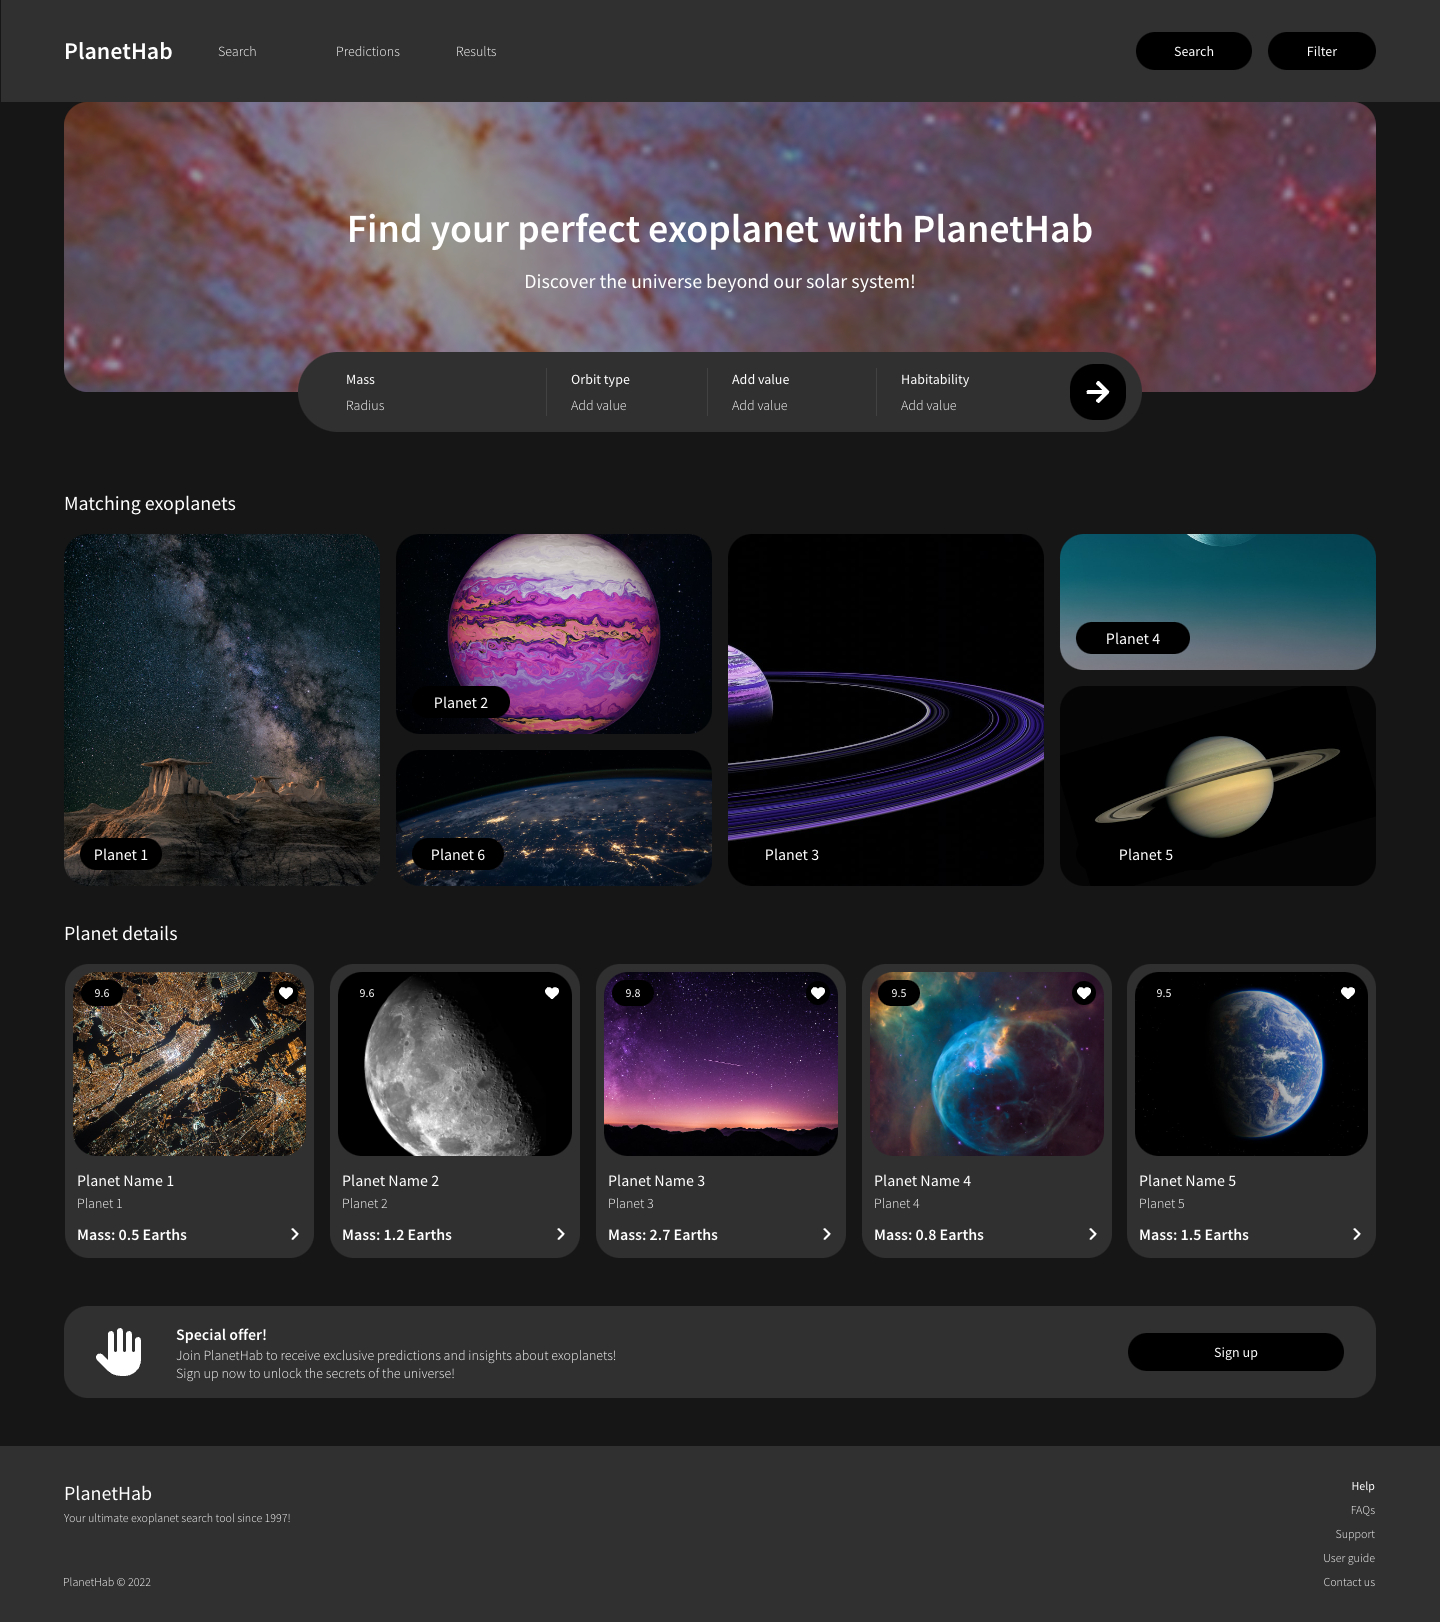 PlanetHab
Search
Predictions
Results
Search
Filter
Find your perfect exoplanet with PlanetHab
Discover the universe beyond our solar system!
Mass
Radius
Orbit type
Add value
Add value
Add value
Habitability
Add value
Matching exoplanets
Planet 1
Planet 2
Planet 6
Planet 3
Planet 4
Planet 5
Planet details
9.6
Planet Name 1
Planet 1
Mass: 0.5 Earths
9.6
Planet Name 2
Planet 2
Mass: 1.2 Earths
9.8
Planet Name 3
Planet 3
Mass: 2.7 Earths
9.5
Planet Name 4
Planet 4
Mass: 0.8 Earths
9.5
Planet Name 5
Planet 5
Mass: 1.5 Earths
Special offer!
Join PlanetHab to receive exclusive predictions and insights about exoplanets!
Sign up now to unlock the secrets of the universe!
Sign up
PlanetHab
Your ultimate exoplanet search tool since 1997!
PlanetHab © 2022
Help
FAQs
Support
User guide
Contact us